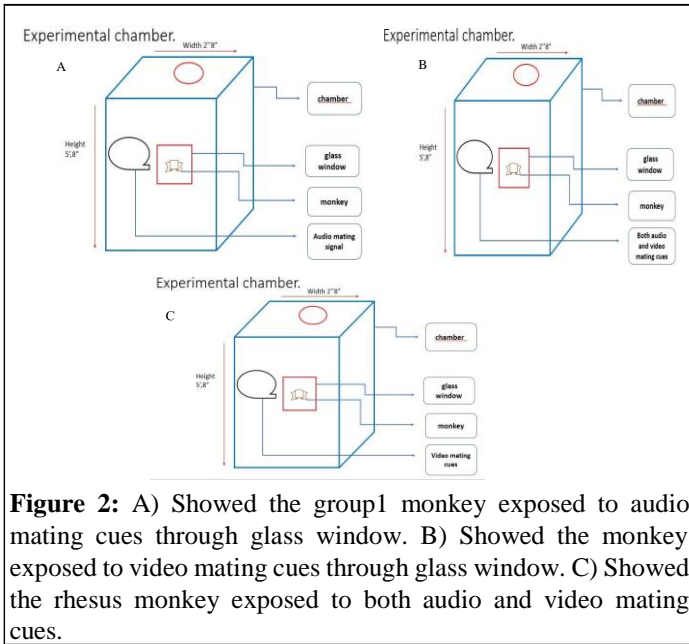 Experimental chamber.
Width 2"8"
A
Height
5',8"
chamber
glass
window
monkey
Audio mating
signal
Experimental chamber.
Width 2"8"
B
Height
5',8"
chamber
glass
window
monkey
Both audio
and video
mating cues
Experimental chamber.
Width 2"8"
C
Height
5',8"
chamber
glass
window
monkey
Video mating
cues
Figure 2: A) Showed the group1 monkey exposed to audio
mating cues through glass window. B) Showed the monkey
exposed to video mating cues through glass window. C) Showed
the rhesus monkey exposed to both audio and video mating
cues.